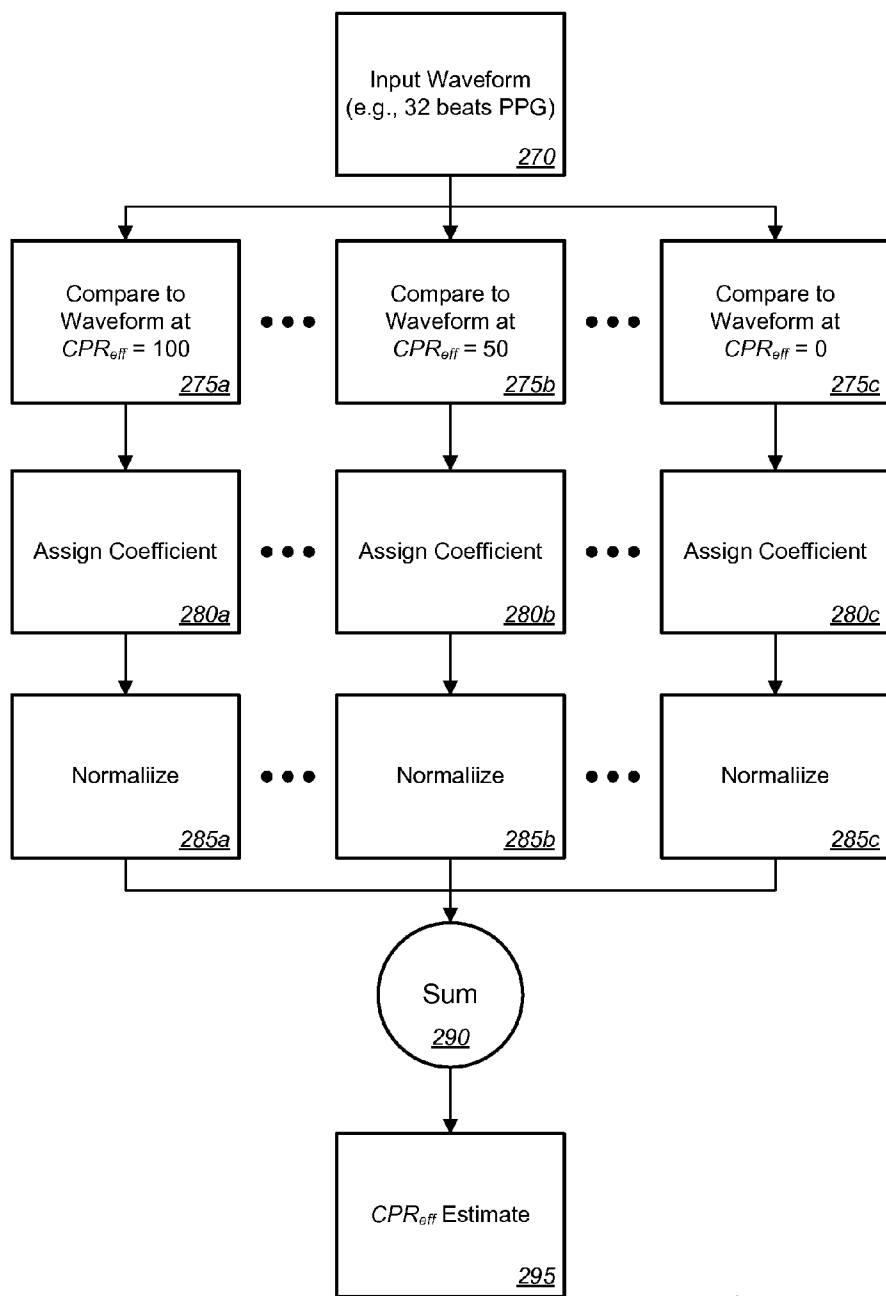 Input Waveform
(e.g., 32 beats PPG)
270
Compare to
Waveform at
CPReff = 100
275a
Compare to
Waveform at
CPReff = 50
275b
Compare to
Waveform at
CPReff = 0
275c
Assign Coefficient
280a
Assign Coefficient
280b
Assign Coefficient
280c
Normaliize
285a
Normaliize
285b
Normaliize
285c
Sum
290
CPReff Estimate
295